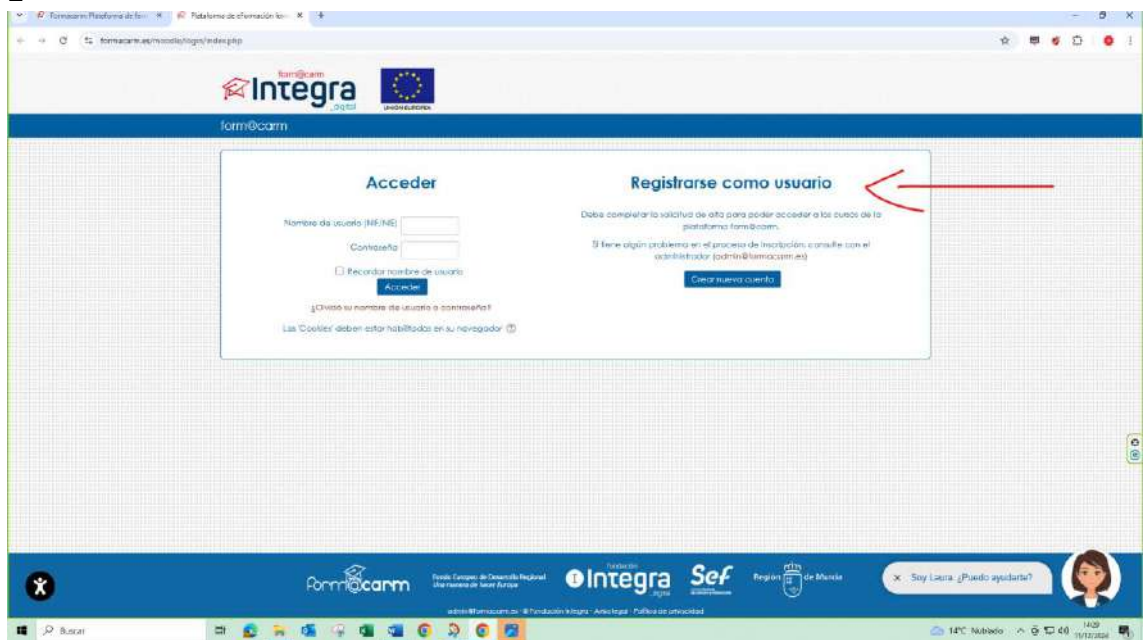 Formacarm Plataforma de for
Plataforma de eFormación
formacarm.es/moodle/login/index.php
form@carm
Integra
digital
UNIÓN EUROPEA
form@carm
Acceder
Nombre de usuario (NIF/NIE)
Contraseña
Recordar nombre de usuario
Acceder
¿Olvidó su nombre de usuario o contraseña?
Las 'Cookies' deben estar habilitadas en su navegador
Registrarse como usuario
Debe completar la solicitud de alta para poder acceder a los cursos de la
plataforma form@carm.
Si tiene algún problema en el proceso de inscripción, consulte con el
administrador (admin@formacarm.es)
Crear nueva cuenta
Form@carm
Fondo Europeo de Desarrollo Regional
Una manera de hacer Europa
Fundación
Integra
digital
Sef
Región de Murcia
Soy Laura ¿Puedo ayudarte?
admin@formacarm.es · © Fundación Integra · Aviso legal · Política de privacidad
Buscar
14°C Nublado
14:29
11/12/2024